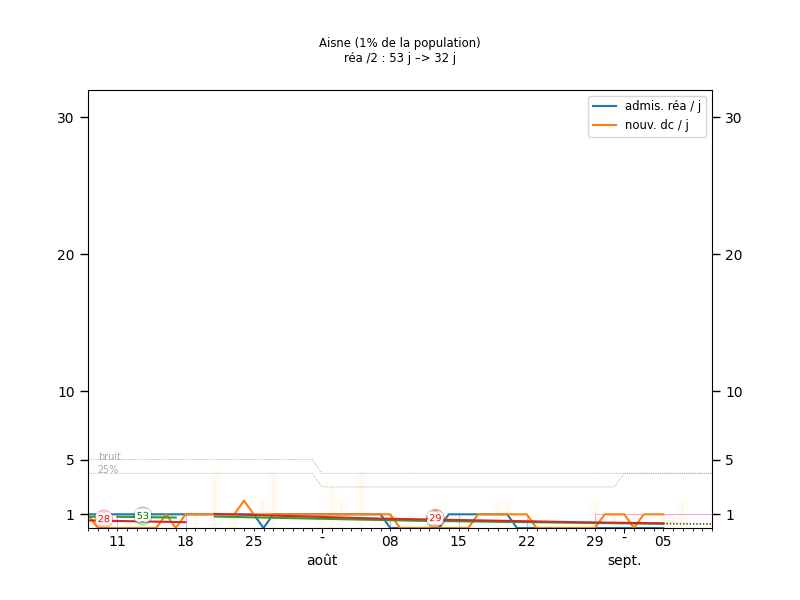 Aisne (1% de la population)
réa /2 : 53 j –> 32 j
admis. réa / j
nouv. dc / j
30 30
20 20
10 10
5 5
1 1
bruit
25%
28 53 29
11 18 25 - 08 15 22 29 - 05
août sept.